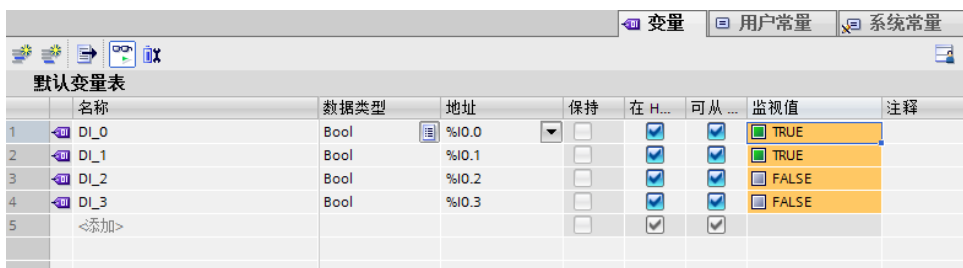 变量 用户常量 系统常量
默认变量表
名称 数据类型 地址 保持 在 H... 可从 ... 监视值 注释
1 DI_0 Bool %I0.0 TRUE
2 DI_1 Bool %I0.1 TRUE
3 DI_2 Bool %I0.2 FALSE
4 DI_3 Bool %I0.3 FALSE
5 <添加>